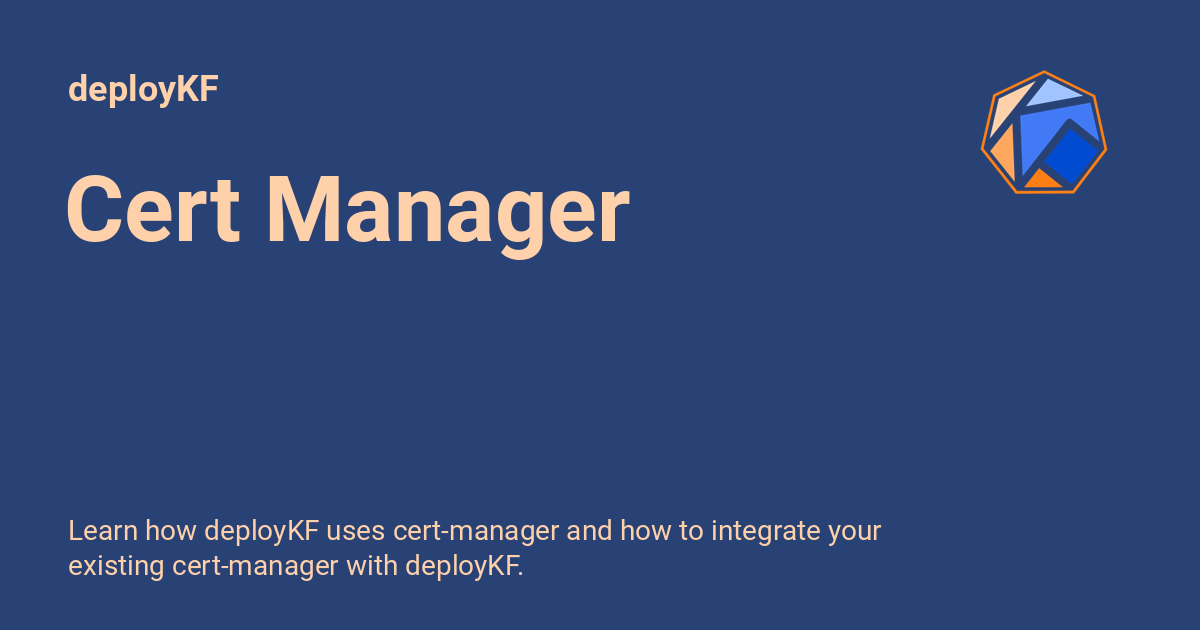 deployKF
Cert Manager
Learn how deployKF uses cert-manager and how to integrate your
existing cert-manager with deployKF.